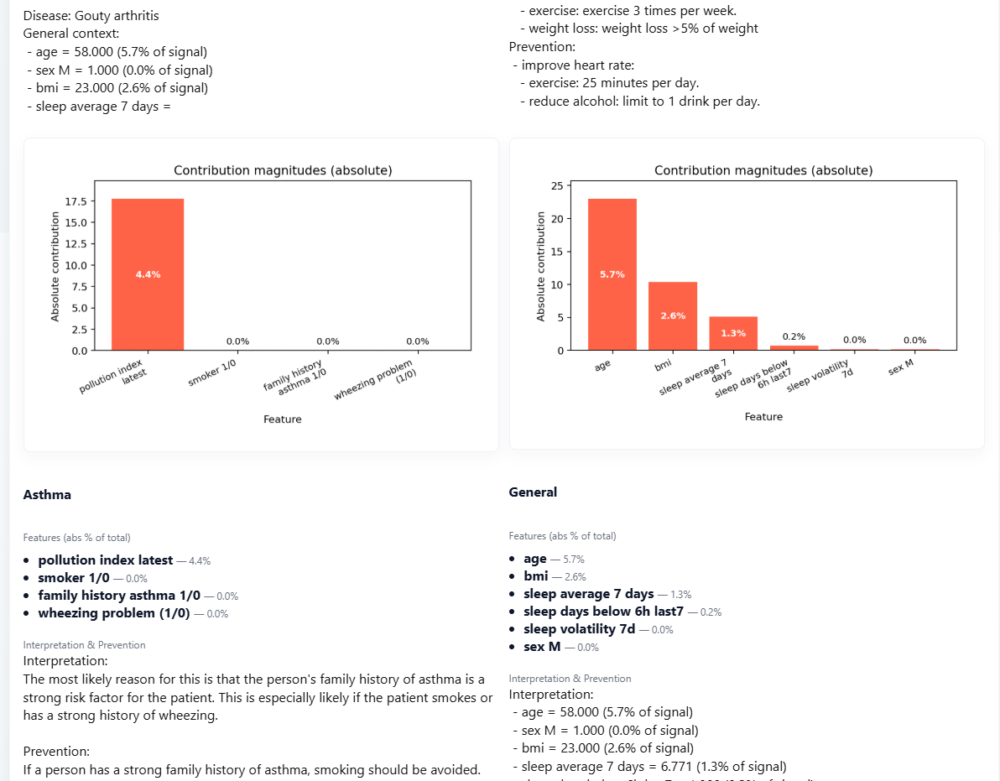 Disease: Gouty arthritis
General context:
- age = 58.000 (5.7% of signal)
- sex M = 1.000 (0.0% of signal)
- bmi = 23.000 (2.6% of signal)
- sleep average 7 days =
- exercise: exercise 3 times per week.
- weight loss: weight loss >5% of weight
Prevention:
- improve heart rate:
- exercise: 25 minutes per day.
- reduce alcohol: limit to 1 drink per day.
Contribution magnitudes (absolute)
Absolute contribution
17.5
15.0
12.5
10.0
7.5
5.0
2.5
0.0
4.4%
0.0%
0.0%
0.0%
pollution index
latest
smoker 1/0
family history
asthma 1/0
wheezing problem
(1/0)
Feature
Contribution magnitudes (absolute)
Absolute contribution
25
20
15
10
5
0
5.7%
2.6%
1.3%
0.2%
0.0%
0.0%
age
bmi
sleep average 7
days
sleep days below
6h last7
sleep volatility
7d
sex M
Feature
Asthma
Features (abs % of total)
• pollution index latest — 4.4%
• smoker 1/0 — 0.0%
• family history asthma 1/0 — 0.0%
• wheezing problem (1/0) — 0.0%
Interpretation & Prevention
Interpretation:
The most likely reason for this is that the person's family history of asthma is a
strong risk factor for the patient. This is especially likely if the patient smokes or
has a strong history of wheezing.
Prevention:
If a person has a strong family history of asthma, smoking should be avoided.
General
Features (abs % of total)
• age — 5.7%
• bmi — 2.6%
• sleep average 7 days — 1.3%
• sleep days below 6h last7 — 0.2%
• sleep volatility 7d — 0.0%
• sex M — 0.0%
Interpretation & Prevention
Interpretation:
- age = 58.000 (5.7% of signal)
- sex M = 1.000 (0.0% of signal)
- bmi = 23.000 (2.6% of signal)
- sleep average 7 days = 6.771 (1.3% of signal)